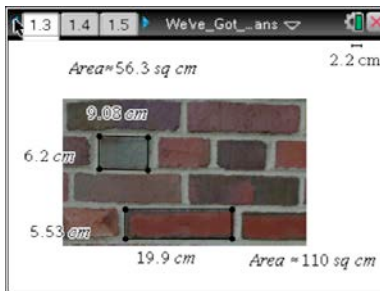 1.3 1.4 1.5 We've_Got_…ans
2.2 cm
Area≈56.3 sq cm
9.08 cm
6.2 cm
5.53 cm
19.9 cm
Area ≈110 sq cm